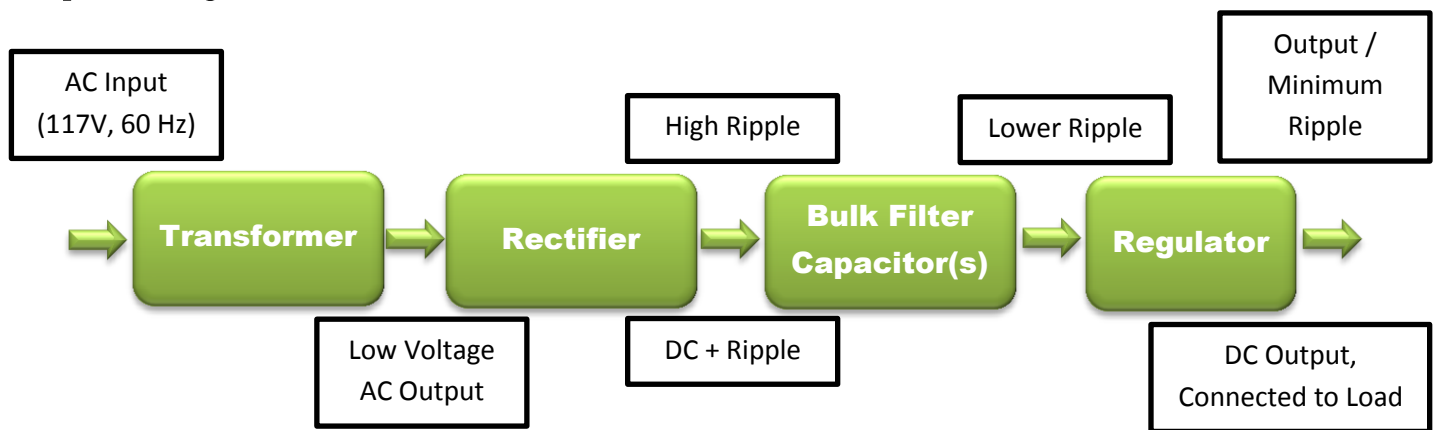 Output /
Minimum
Ripple
AC Input
(117V, 60 Hz)
High Ripple
Lower Ripple
Transformer
Rectifier
Bulk Filter
Capacitor(s)
Regulator
Low Voltage
AC Output
DC + Ripple
DC Output,
Connected to Load